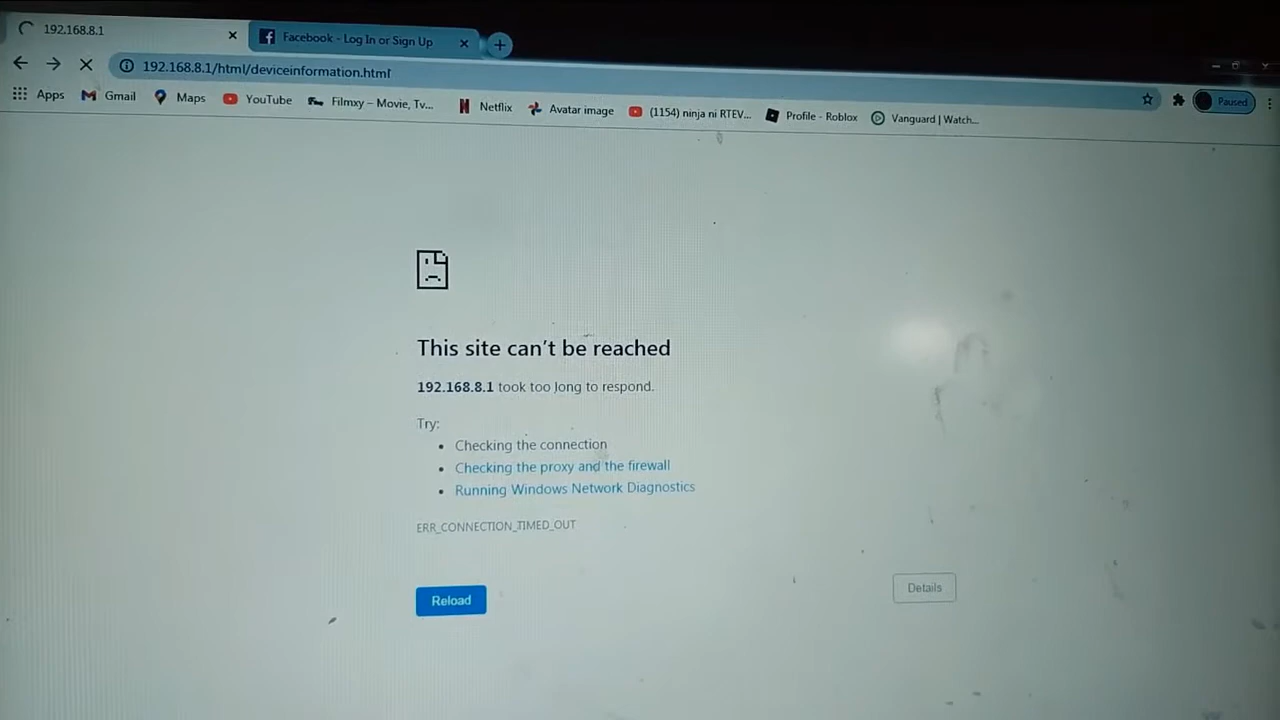 192.168.8.1
Facebook - Log In or Sign Up
192.168.8.1/html/deviceinformation.html
Apps
Gmail
Maps
YouTube
Filmxy – Movie, Tv...
Netflix
Avatar image
(1154) ninja ni RTEV...
Profile - Roblox
Vanguard | Watch...
Paused
This site can't be reached
192.168.8.1 took too long to respond.
Try:
• Checking the connection
• Checking the proxy and the firewall
• Running Windows Network Diagnostics
ERR_CONNECTION_TIMED_OUT
Reload
Details